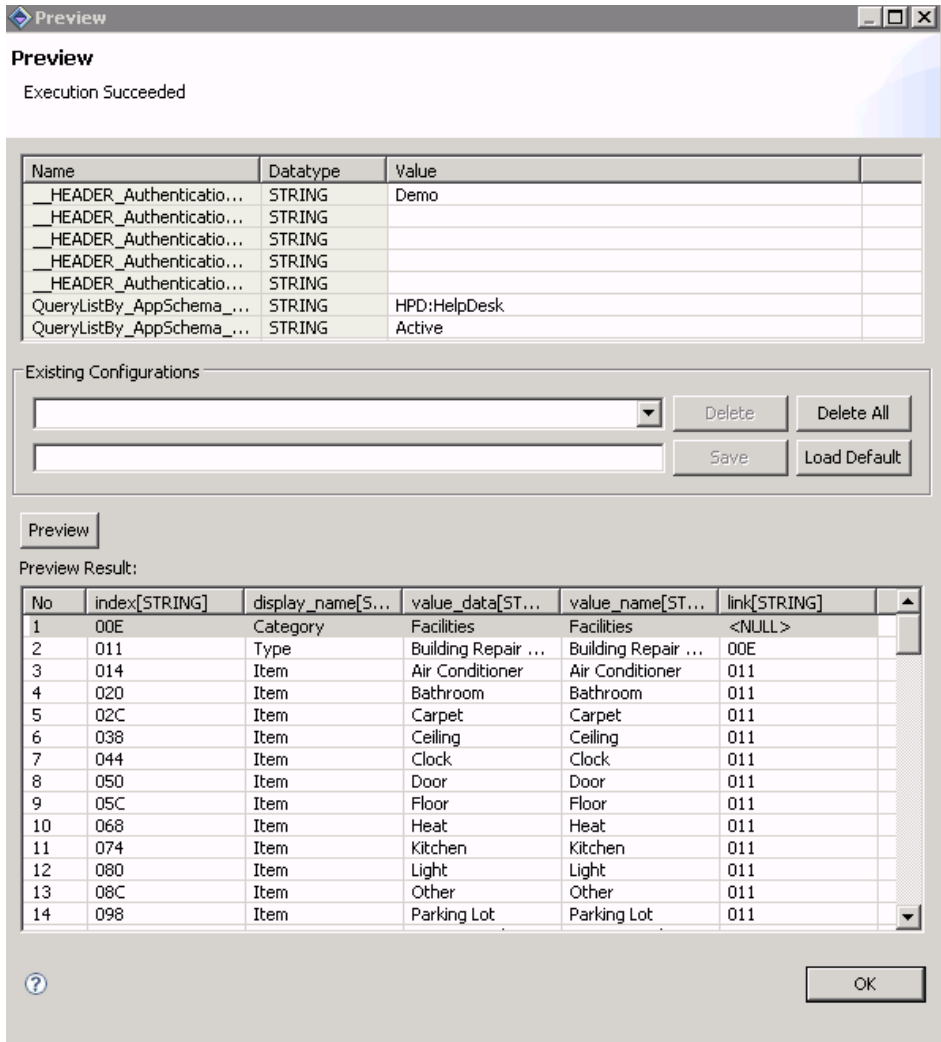 Preview
Preview
Execution Succeeded
Name Datatype Value
__HEADER_Authenticatio... STRING Demo
__HEADER_Authenticatio... STRING
__HEADER_Authenticatio... STRING
__HEADER_Authenticatio... STRING
__HEADER_Authenticatio... STRING
QueryListBy_AppSchema_... STRING HPD:HelpDesk
QueryListBy_AppSchema_... STRING Active
Existing Configurations
Delete Delete All
Save Load Default
Preview
Preview Result:
No index[STRING] display_name[S... value_data[ST... value_name[ST... link[STRING]
1 00E Category Facilities Facilities <NULL>
2 011 Type Building Repair ... Building Repair ... 00E
3 014 Item Air Conditioner Air Conditioner 011
4 020 Item Bathroom Bathroom 011
5 02C Item Carpet Carpet 011
6 038 Item Ceiling Ceiling 011
7 044 Item Clock Clock 011
8 050 Item Door Door 011
9 05C Item Floor Floor 011
10 068 Item Heat Heat 011
11 074 Item Kitchen Kitchen 011
12 080 Item Light Light 011
13 08C Item Other Other 011
14 098 Item Parking Lot Parking Lot 011
?
OK